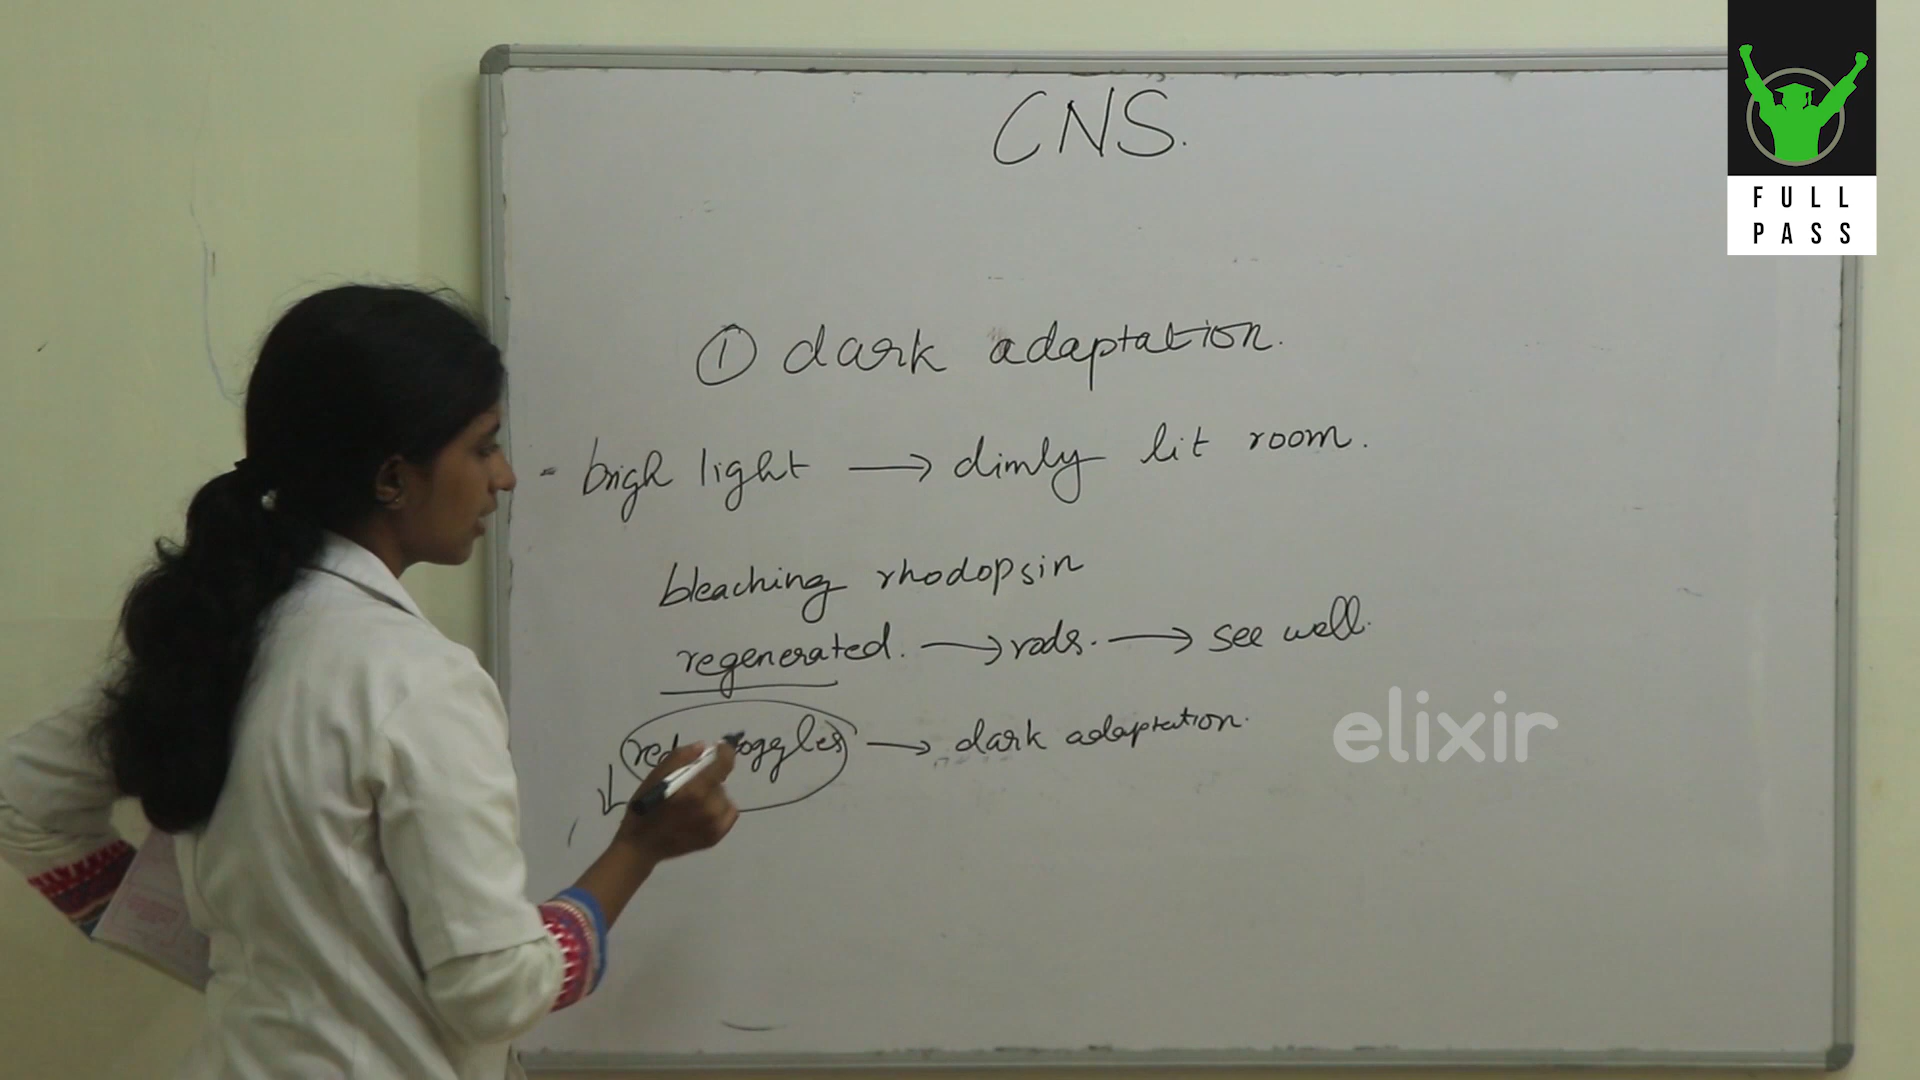 CNS.
FULL
PASS
① dark adaptation.
- brigh light → dimly lit room.
bleaching rhodopsin
regenerated. → rods. → see well.
red goggles → dark adaptation.
elixir